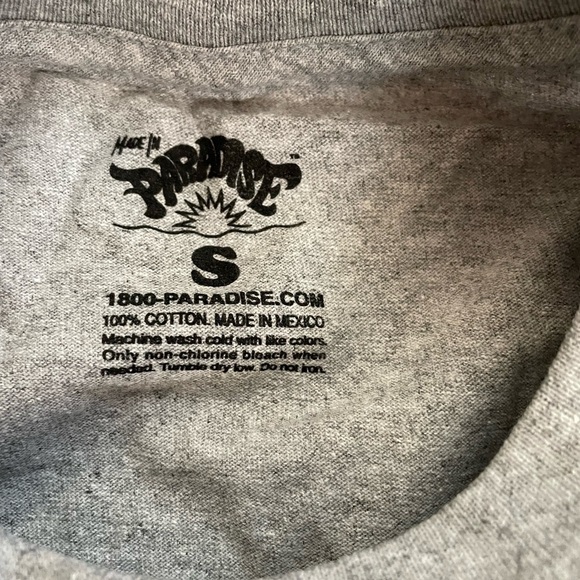 MADE IN
PARADISE™
S
1800-PARADISE.COM
100% COTTON. MADE IN MEXICO
Machine wash cold with like colors.
Only non-chlorine bleach when
needed. Tumble dry low. Do not iron.